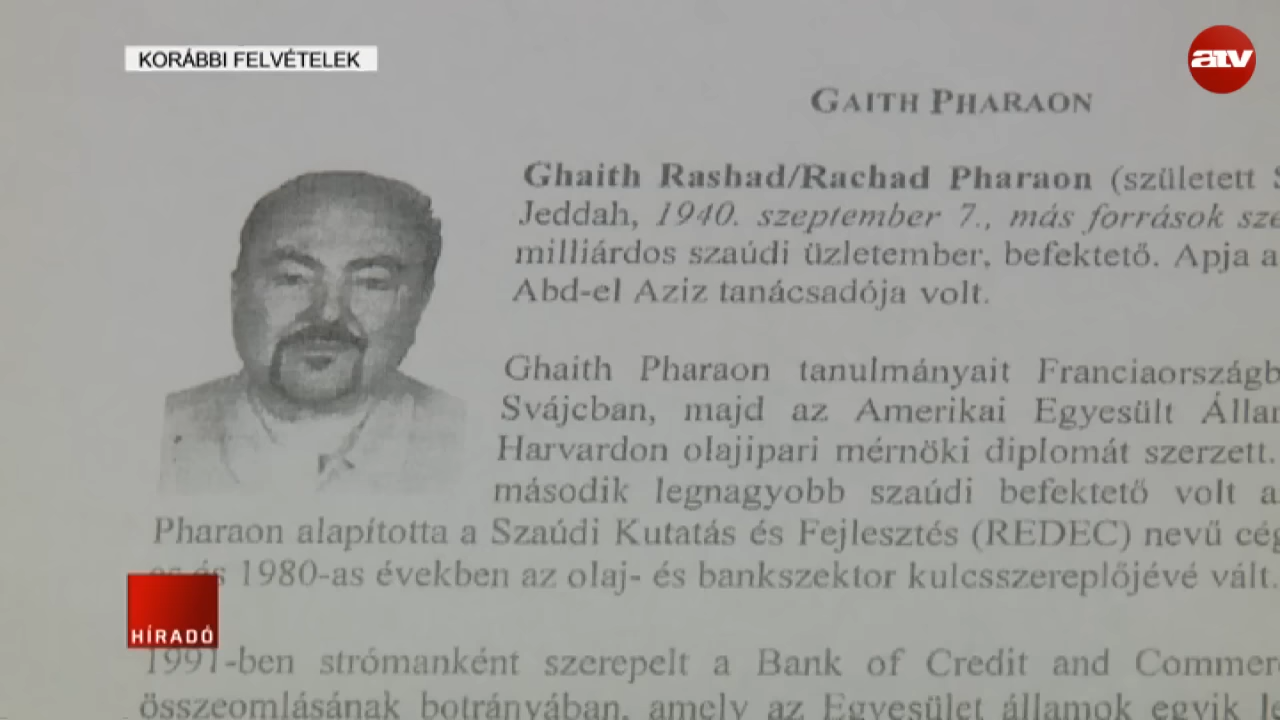 KORÁBBI FELVÉTELEK
atv
GAITH PHARAON
Ghaith Rashad/Rachad Pharaon (született
Jeddah, 1940. szeptember 7., más források
milliárdos szaúdi üzletember, befektető. Apja a
Abd-el Aziz tanácsadója volt.
Ghaith Pharaon tanulmányait Franciaországb
Svájcban, majd az Amerikai Egyesült Állam
Harvardon olajipari mérnöki diplomát szerzett.
második legnagyobb szaúdi befektető volt a
Pharaon alapította a Szaúdi Kutatás és Fejlesztés (REDEC) nevű cég
es és 1980-as években az olaj- és bankszektor kulcsszereplőjévé vált.
HÍRADÓ
1991-ben strómanként szerepelt a Bank of Credit and Commer
összeomlásának botrányában, amely az Egyesület államok egyik